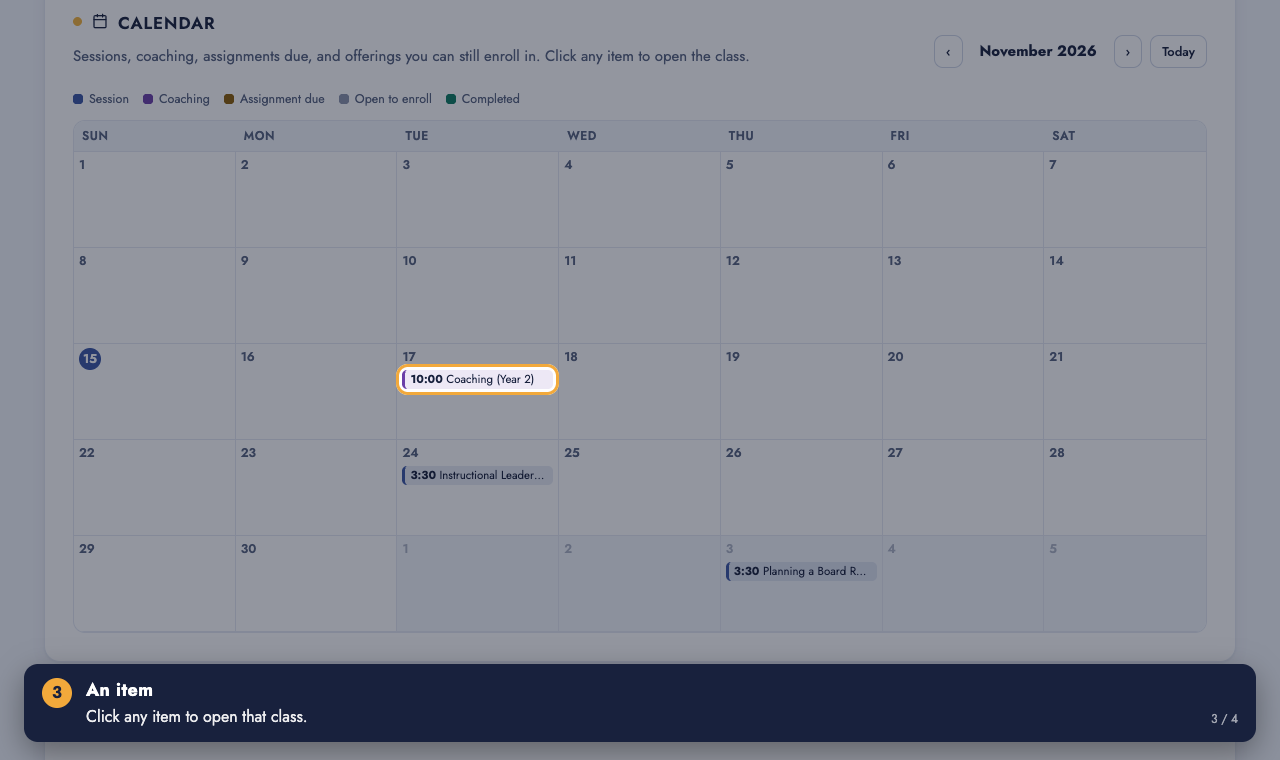 CALENDAR
Sessions, coaching, assignments due, and offerings you can still enroll in. Click any item to open the class.
‹ November 2026 › Today
Session Coaching Assignment due Open to enroll Completed
SUN MON TUE WED THU FRI SAT
1 2 3 4 5 6 7
8 9 10 11 12 13 14
15 16 17 18 19 20 21
10:00 Coaching (Year 2)
22 23 24 25 26 27 28
3:30 Instructional Leader...
29 30 1 2 3 4 5
3:30 Planning a Board R...
3 An item
Click any item to open that class.
3 / 4